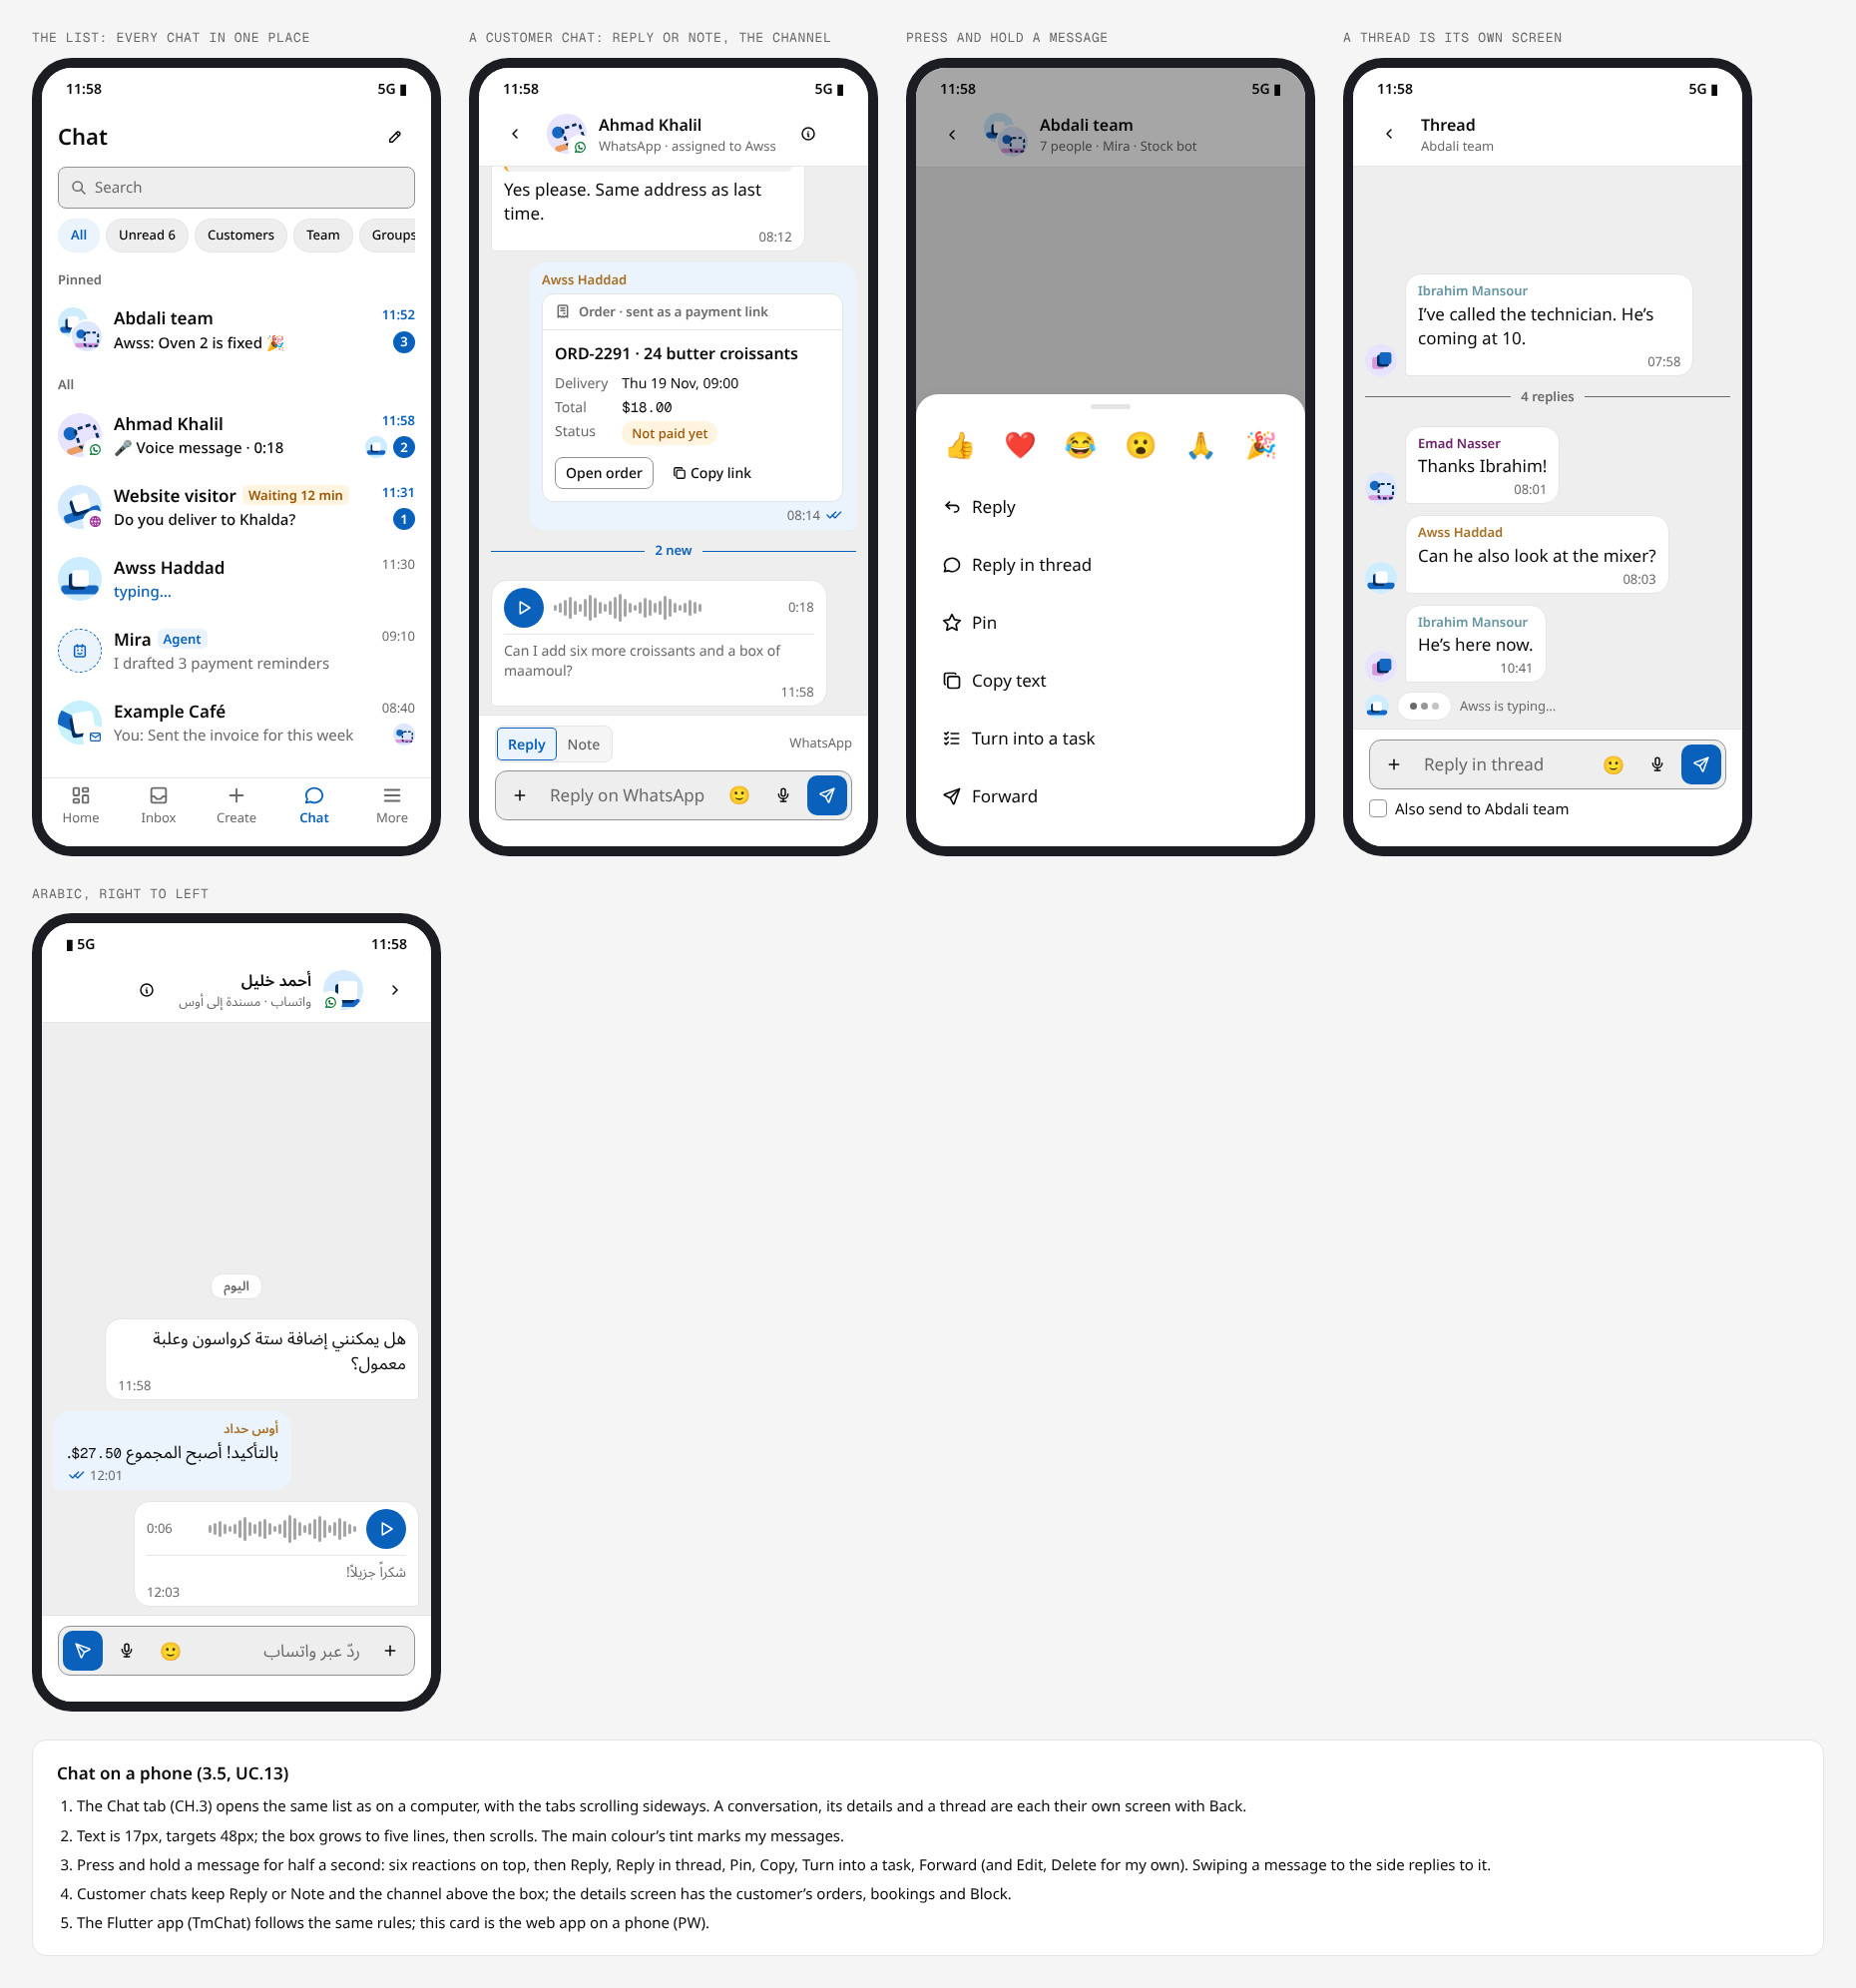 THE LIST: EVERY CHAT IN ONE PLACE
11:58
5G
Chat
Search
All
Unread 6
Customers
Team
Groups
Pinned
Abdali team
11:52
Awss: Oven 2 is fixed 🎉
3
All
Ahmad Khalil
11:58
🎤 Voice message · 0:18
2
Website visitor
Waiting 12 min
11:31
Do you deliver to Khalda?
1
Awss Haddad
11:30
typing…
Mira
Agent
09:10
I drafted 3 payment reminders
Example Café
08:40
You: Sent the invoice for this week
Home
Inbox
Create
Chat
More
A CUSTOMER CHAT: REPLY OR NOTE, THE CHANNEL
11:58
5G
Ahmad Khalil
WhatsApp · assigned to Awss
Yes please. Same address as last
time.
08:12
Awss Haddad
Order · sent as a payment link
ORD-2291 · 24 butter croissants
Delivery Thu 19 Nov, 09:00
Total $18.00
Status Not paid yet
Open order
Copy link
08:14
2 new
0:18
Can I add six more croissants and a box of
maamoul?
11:58
Reply
Note
WhatsApp
Reply on WhatsApp
PRESS AND HOLD A MESSAGE
11:58
5G
Abdali team
7 people · Mira · Stock bot
Reply
Reply in thread
Pin
Copy text
Turn into a task
Forward
A THREAD IS ITS OWN SCREEN
11:58
5G
Thread
Abdali team
Ibrahim Mansour
I’ve called the technician. He’s
coming at 10.
07:58
4 replies
Emad Nasser
Thanks Ibrahim!
08:01
Awss Haddad
Can he also look at the mixer?
08:03
Ibrahim Mansour
He’s here now.
10:41
Awss is typing…
Reply in thread
Also send to Abdali team
ARABIC, RIGHT TO LEFT
11:58
5G
أحمد خليل
واتساب · مسندة إلى أوس
اليوم
هل يمكنني إضافة ستة كرواسون وعلبة
معمول؟
11:58
أوس حداد
بالتأكيد! أصبح المجموع $27.50.
12:01
0:06
شكراً جزيلاً!
12:03
ردّ عبر واتساب
Chat on a phone (3.5, UC.13)
1. The Chat tab (CH.3) opens the same list as on a computer, with the tabs scrolling sideways. A conversation, its details and a thread are each their own screen with Back.
2. Text is 17px, targets 48px; the box grows to five lines, then scrolls. The main colour’s tint marks my messages.
3. Press and hold a message for half a second: six reactions on top, then Reply, Reply in thread, Pin, Copy, Turn into a task, Forward (and Edit, Delete for my own). Swiping a message to the side replies to it.
4. Customer chats keep Reply or Note and the channel above the box; the details screen has the customer’s orders, bookings and Block.
5. The Flutter app (TmChat) follows the same rules; this card is the web app on a phone (PW).